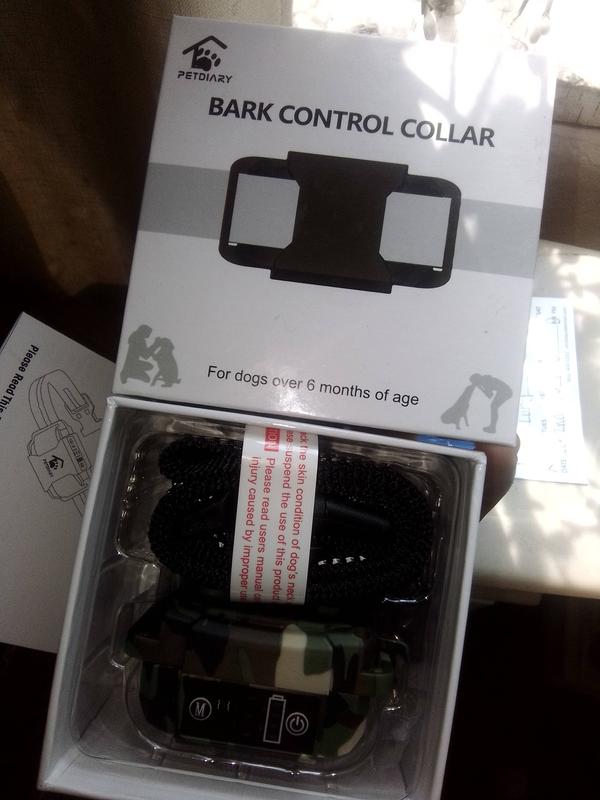 PETDIARY
BARK CONTROL COLLAR
For dogs over 6 months of age
Please Read This
PETDIARY
the skin condition of dog's neck
suspend the use of this product
Please read users manual
injury caused by improper
M